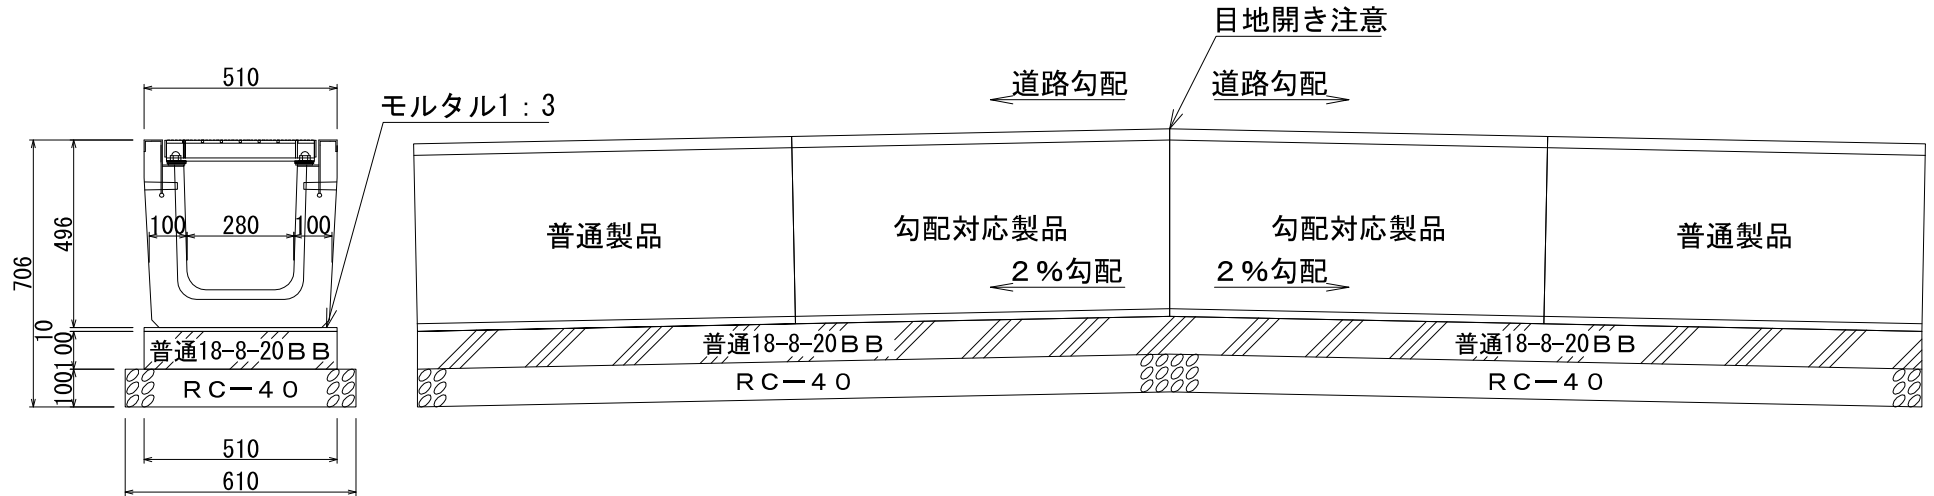 目地開き注意
道路勾配
道路勾配
510
モルタル1:3
496
706
10
100
100
100
280
100
普通18-8-20BB
RC-40
510
610
普通製品
勾配対応製品
勾配対応製品
普通製品
2%勾配
2%勾配
普通18-8-20BB
普通18-8-20BB
RC-40
RC-40